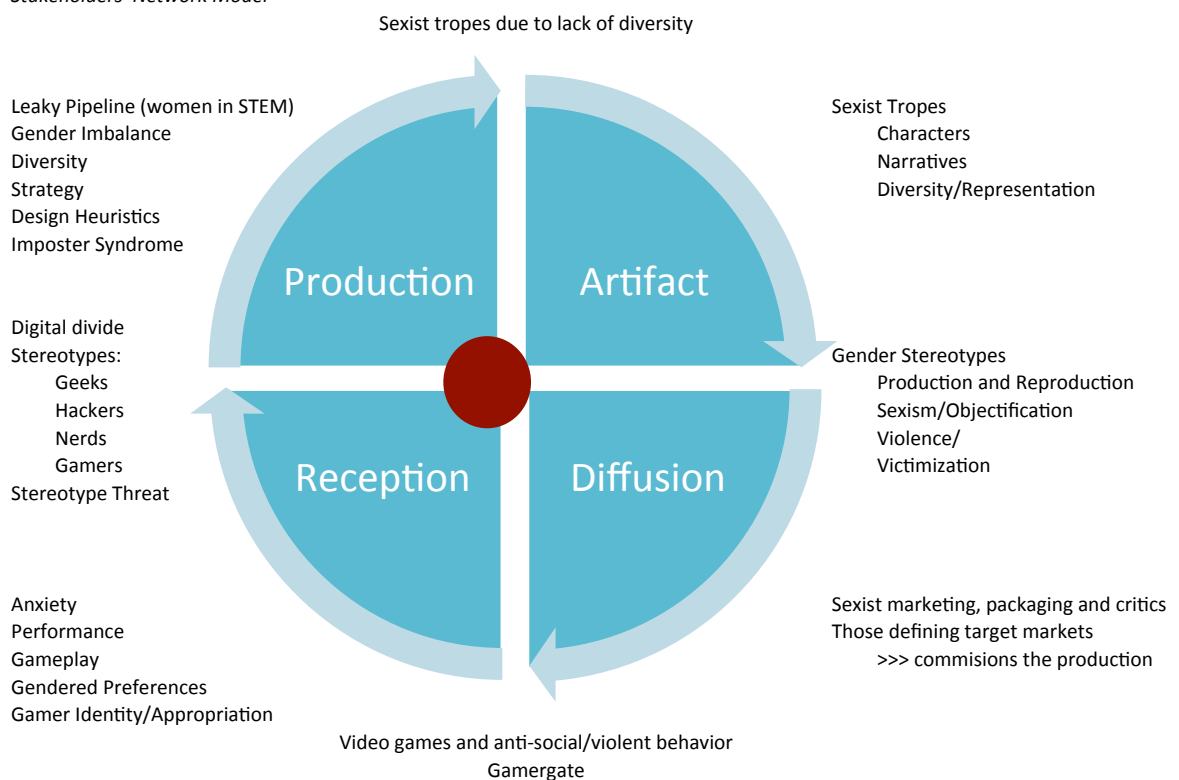 Stakeholders' Network Model
Sexist tropes due to lack of diversity
Leaky Pipeline (women in STEM)
Gender Imbalance
Diversity
Strategy
Design Heuristics
Imposter Syndrome
Sexist Tropes
Characters
Narratives
Diversity/Representation
Production
Artifact
Digital divide
Stereotypes:
Geeks
Hackers
Nerds
Gamers
Stereotype Threat
Gender Stereotypes
Production and Reproduction
Sexism/Objectification
Violence/
Victimization
Reception
Diffusion
Anxiety
Performance
Gameplay
Gendered Preferences
Gamer Identity/Appropriation
Sexist marketing, packaging and critics
Those defining target markets
>>> commisions the production
Video games and anti-social/violent behavior
Gamergate